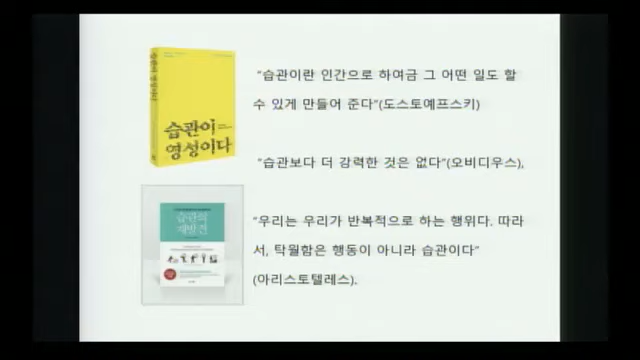 습관이
영성이다
"습관이란 인간으로 하여금 그 어떤 일도 할
수 있게 만들어 준다"(도스토예프스키)
"습관보다 더 강력한 것은 없다"(오비디우스),
습관의
재발견
"우리는 우리가 반복적으로 하는 행위다. 따라
서, 탁월함은 행동이 아니라 습관이다"
(아리스토텔레스).